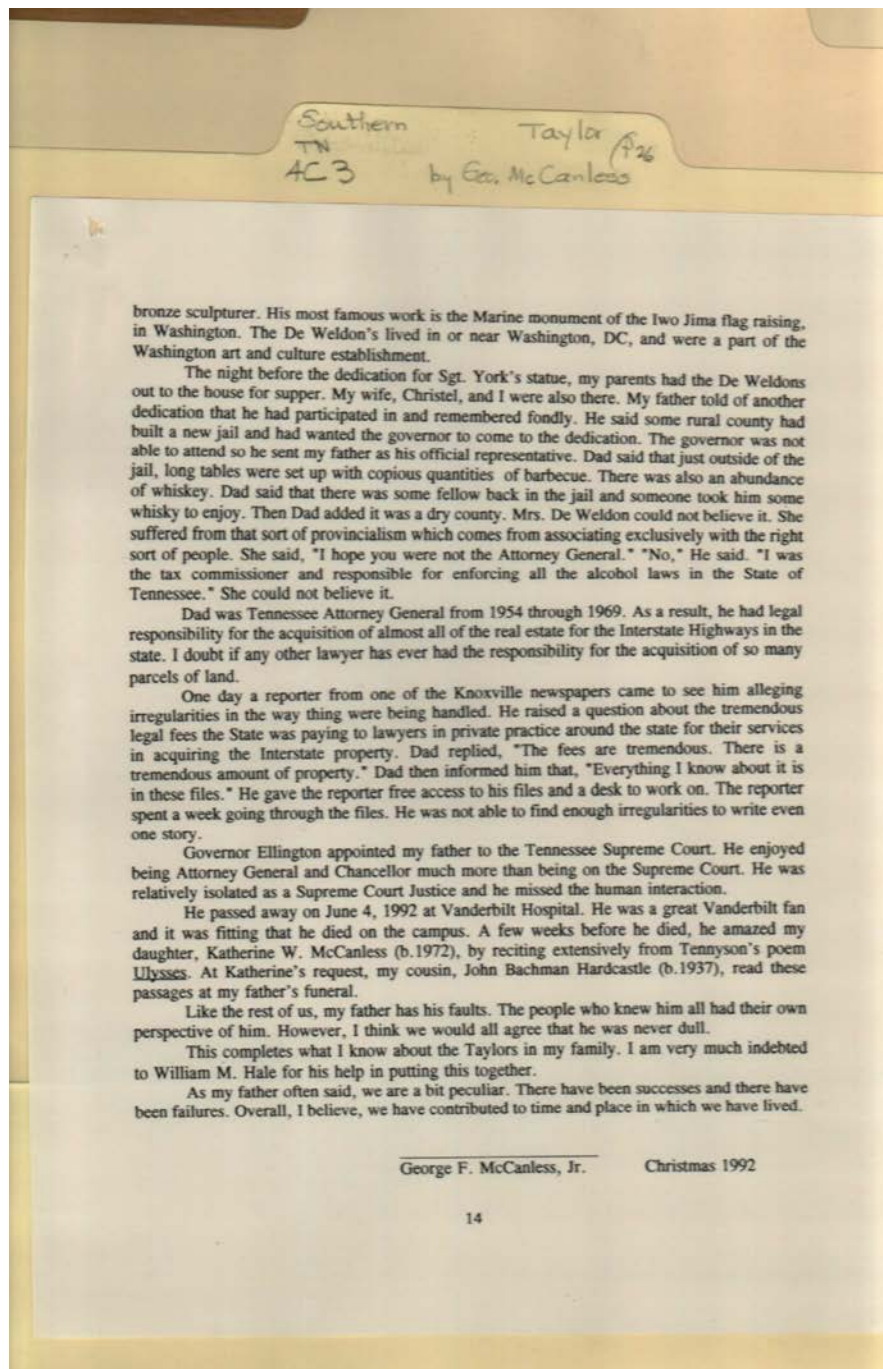 Southern Taylor P26
TN
4C3 by Geo. McCanless
bronze sculpturer. His most famous work is the Marine monument of the Iwo Jima flag raising,
in Washington. The De Weldon's lived in or near Washington, DC, and were a part of the
Washington art and culture establishment.
The night before the dedication for Sgt. York's statue, my parents had the De Weldons
out to the house for supper. My wife, Christel, and I were also there. My father told of another
dedication that he had participated in and remembered fondly. He said some rural county had
built a new jail and had wanted the governor to come to the dedication. The governor was not
able to attend so he sent my father as his official representative. Dad said that just outside of the
jail, long tables were set up with copious quantities of barbecue. There was also an abundance
of whiskey. Dad said that there was some fellow back in the jail and someone took him some
whisky to enjoy. Then Dad added it was a dry county. Mrs. De Weldon could not believe it. She
suffered from that sort of provincialism which comes from associating exclusively with the right
sort of people. She said, "I hope you were not the Attorney General." "No," He said. "I was
the tax commissioner and responsible for enforcing all the alcohol laws in the State of
Tennessee." She could not believe it.
Dad was Tennessee Attorney General from 1954 through 1969. As a result, he had legal
responsibility for the acquisition of almost all of the real estate for the Interstate Highways in the
state. I doubt if any other lawyer has ever had the responsibility for the acquisition of so many
parcels of land.
One day a reporter from one of the Knoxville newspapers came to see him alleging
irregularities in the way thing were being handled. He raised a question about the tremendous
legal fees the State was paying to lawyers in private practice around the state for their services
in acquiring the Interstate property. Dad replied, "The fees are tremendous. There is a
tremendous amount of property." Dad then informed him that, "Everything I know about it is
in these files." He gave the reporter free access to his files and a desk to work on. The reporter
spent a week going through the files. He was not able to find enough irregularities to write even
one story.
Governor Ellington appointed my father to the Tennessee Supreme Court. He enjoyed
being Attorney General and Chancellor much more than being on the Supreme Court. He was
relatively isolated as a Supreme Court Justice and he missed the human interaction.
He passed away on June 4, 1992 at Vanderbilt Hospital. He was a great Vanderbilt fan
and it was fitting that he died on the campus. A few weeks before he died, he amazed my
daughter, Katherine W. McCanless (b.1972), by reciting extensively from Tennyson's poem
Ulysses. At Katherine's request, my cousin, John Bachman Hardcastle (b.1937), read these
passages at my father's funeral.
Like the rest of us, my father has his faults. The people who knew him all had their own
perspective of him. However, I think we would all agree that he was never dull.
This completes what I know about the Taylors in my family. I am very much indebted
to William M. Hale for his help in putting this together.
As my father often said, we are a bit peculiar. There have been successes and there have
been failures. Overall, I believe, we have contributed to time and place in which we have lived.
George F. McCanless, Jr. Christmas 1992
14